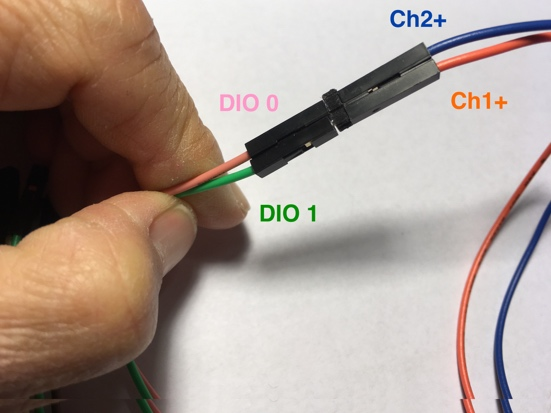 Ch2+
DIO 0
Ch1+
DIO 1